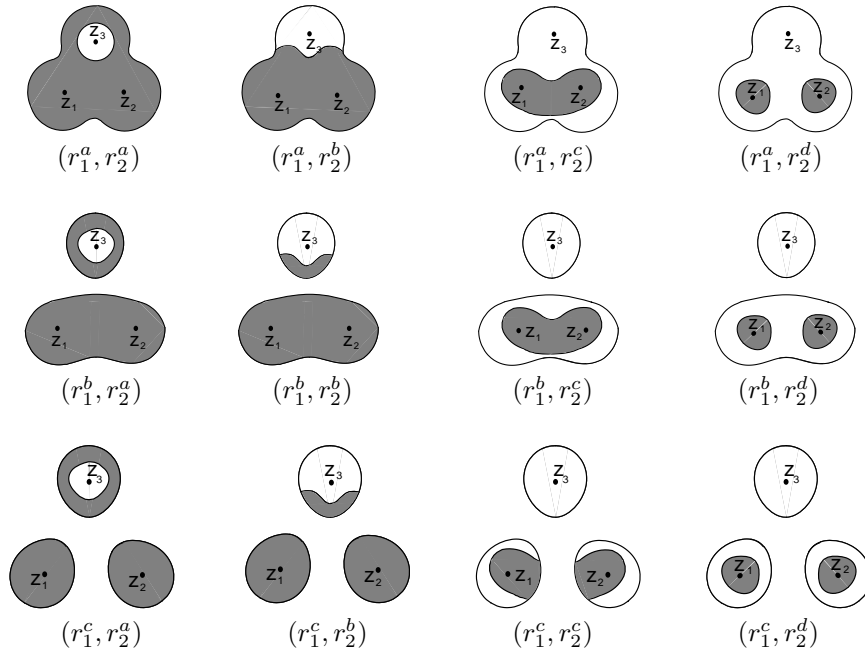 z₃ z₃ z₃ z₃
z₁ z₂ z₁ z₂ z₁ z₂ z₁ z₂
(r₁ᵃ, r₂ᵃ) (r₁ᵃ, r₂ᵇ) (r₁ᵃ, r₂ᶜ) (r₁ᵃ, r₂ᵈ)
z₃ z₃ z₃ z₃
z₁ z₂ z₁ z₂ z₁ z₂ z₁ z₂
(r₁ᵇ, r₂ᵃ) (r₁ᵇ, r₂ᵇ) (r₁ᵇ, r₂ᶜ) (r₁ᵇ, r₂ᵈ)
z₃ z₃ z₃ z₃
z₁ z₂ z₁ z₂ z₁ z₂ z₁ z₂
(r₁ᶜ, r₂ᵃ) (r₁ᶜ, r₂ᵇ) (r₁ᶜ, r₂ᶜ) (r₁ᶜ, r₂ᵈ)